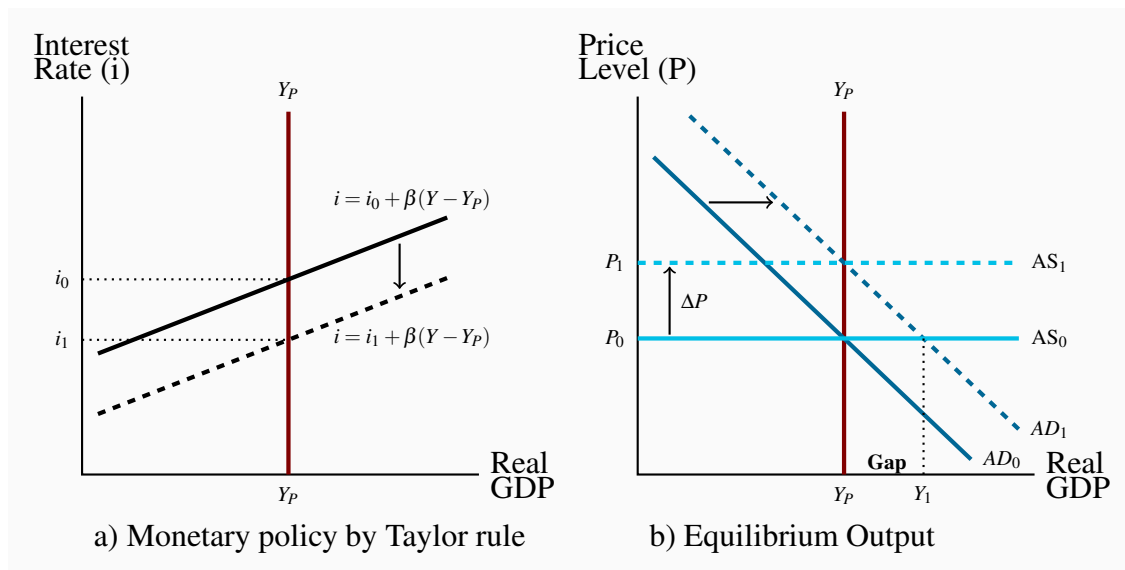 Interest
Rate (i)
Y_P
i = i_0 + β(Y − Y_P)
i_0
i_1
i = i_1 + β(Y − Y_P)
Real
GDP
Y_P
a) Monetary policy by Taylor rule
Price
Level (P)
Y_P
P_1
AS_1
ΔP
P_0
AS_0
AD_1
Gap
AD_0
Real
GDP
Y_P
Y_1
b) Equilibrium Output